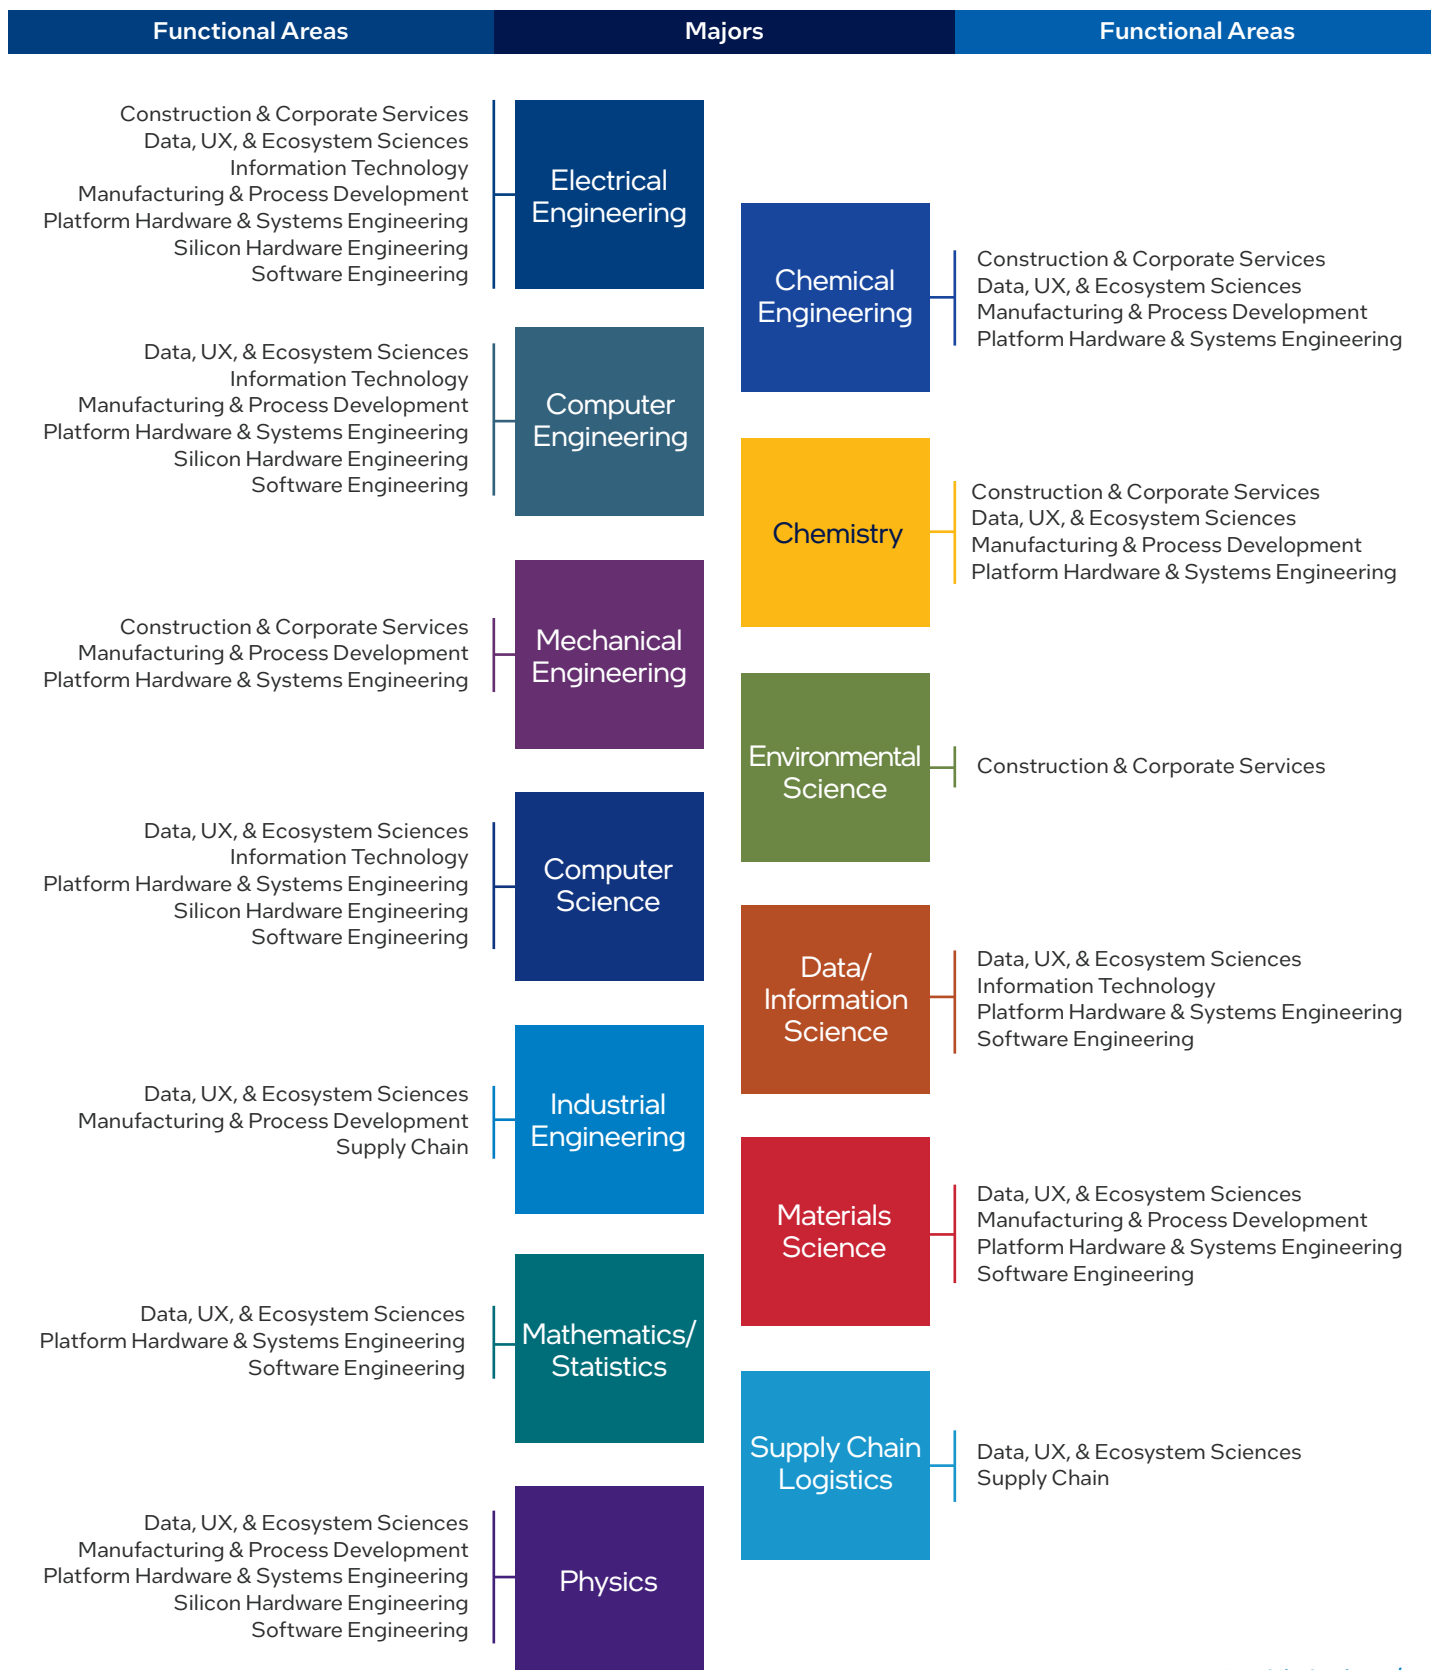 Functional Areas
Majors
Functional Areas
Construction & Corporate Services
Data, UX, & Ecosystem Sciences
Information Technology
Manufacturing & Process Development
Platform Hardware & Systems Engineering
Silicon Hardware Engineering
Software Engineering
Electrical
Engineering
Chemical
Engineering
Construction & Corporate Services
Data, UX, & Ecosystem Sciences
Manufacturing & Process Development
Platform Hardware & Systems Engineering
Data, UX, & Ecosystem Sciences
Information Technology
Manufacturing & Process Development
Platform Hardware & Systems Engineering
Silicon Hardware Engineering
Software Engineering
Computer
Engineering
Chemistry
Construction & Corporate Services
Data, UX, & Ecosystem Sciences
Manufacturing & Process Development
Platform Hardware & Systems Engineering
Construction & Corporate Services
Manufacturing & Process Development
Platform Hardware & Systems Engineering
Mechanical
Engineering
Environmental
Science
Construction & Corporate Services
Data, UX, & Ecosystem Sciences
Information Technology
Platform Hardware & Systems Engineering
Silicon Hardware Engineering
Software Engineering
Computer
Science
Data/
Information
Science
Data, UX, & Ecosystem Sciences
Information Technology
Platform Hardware & Systems Engineering
Software Engineering
Data, UX, & Ecosystem Sciences
Manufacturing & Process Development
Supply Chain
Industrial
Engineering
Materials
Science
Data, UX, & Ecosystem Sciences
Manufacturing & Process Development
Platform Hardware & Systems Engineering
Software Engineering
Data, UX, & Ecosystem Sciences
Platform Hardware & Systems Engineering
Software Engineering
Mathematics/
Statistics
Supply Chain
Logistics
Data, UX, & Ecosystem Sciences
Supply Chain
Data, UX, & Ecosystem Sciences
Manufacturing & Process Development
Platform Hardware & Systems Engineering
Silicon Hardware Engineering
Software Engineering
Physics